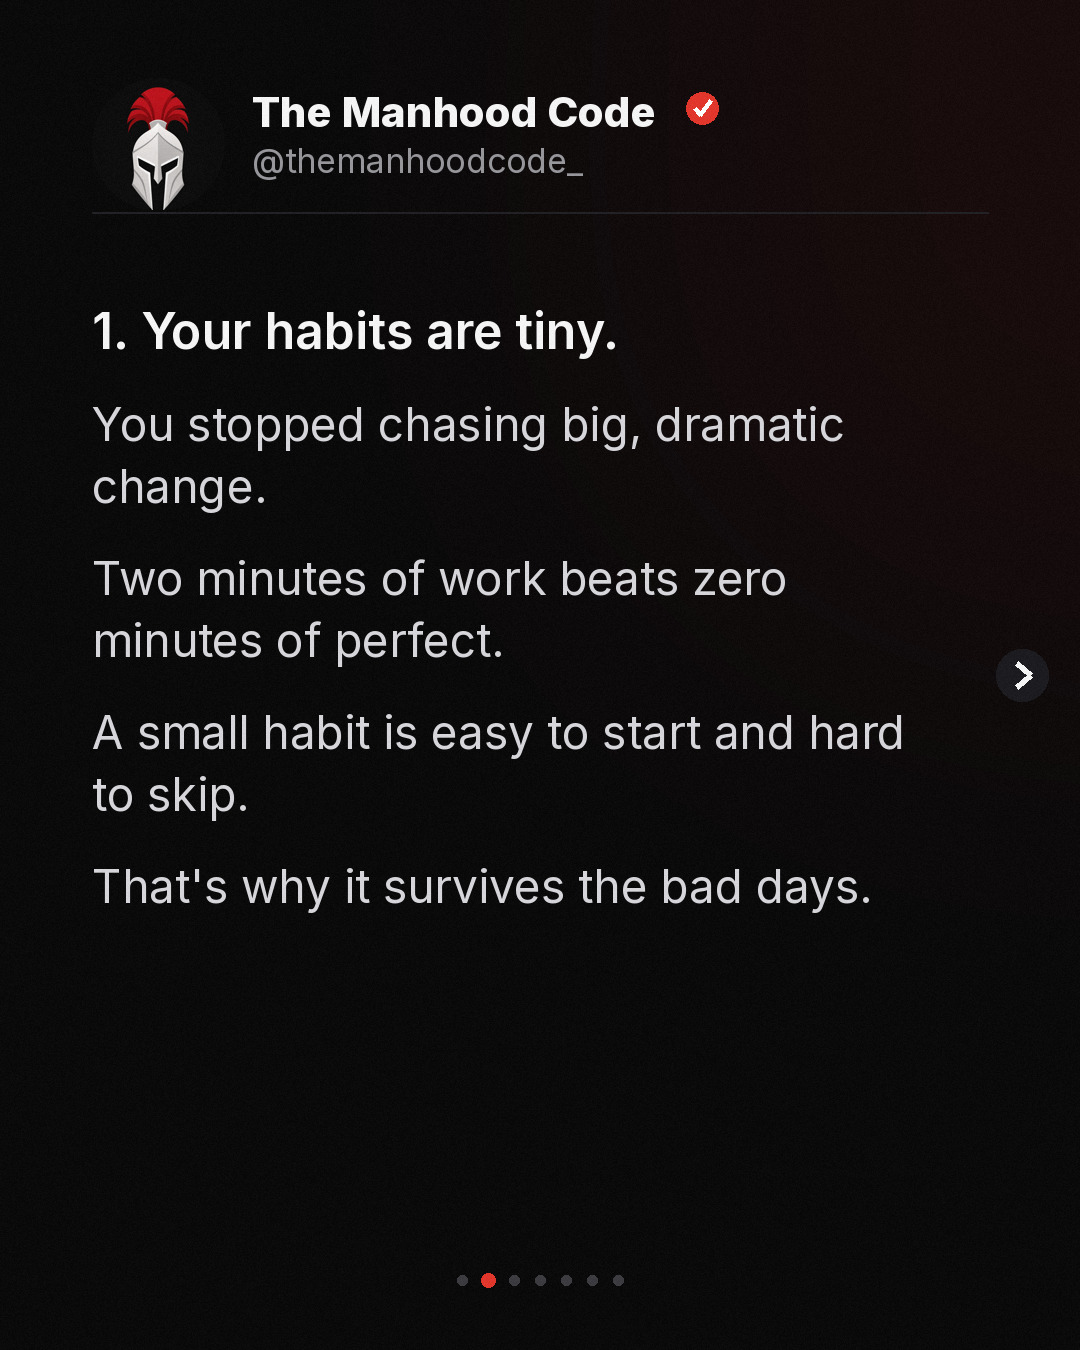 The Manhood Code
@themanhoodcode_
1. Your habits are tiny.
You stopped chasing big, dramatic
change.
Two minutes of work beats zero
minutes of perfect.
A small habit is easy to start and hard
to skip.
That's why it survives the bad days.